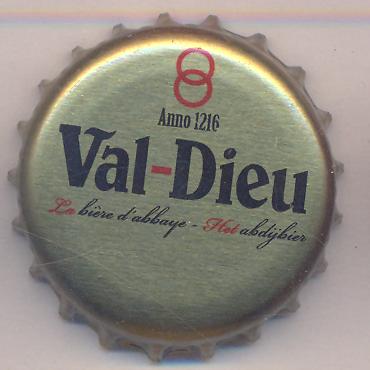 Anno 1216
Val-Dieu
La bière d'abbaye - Het abdijbier